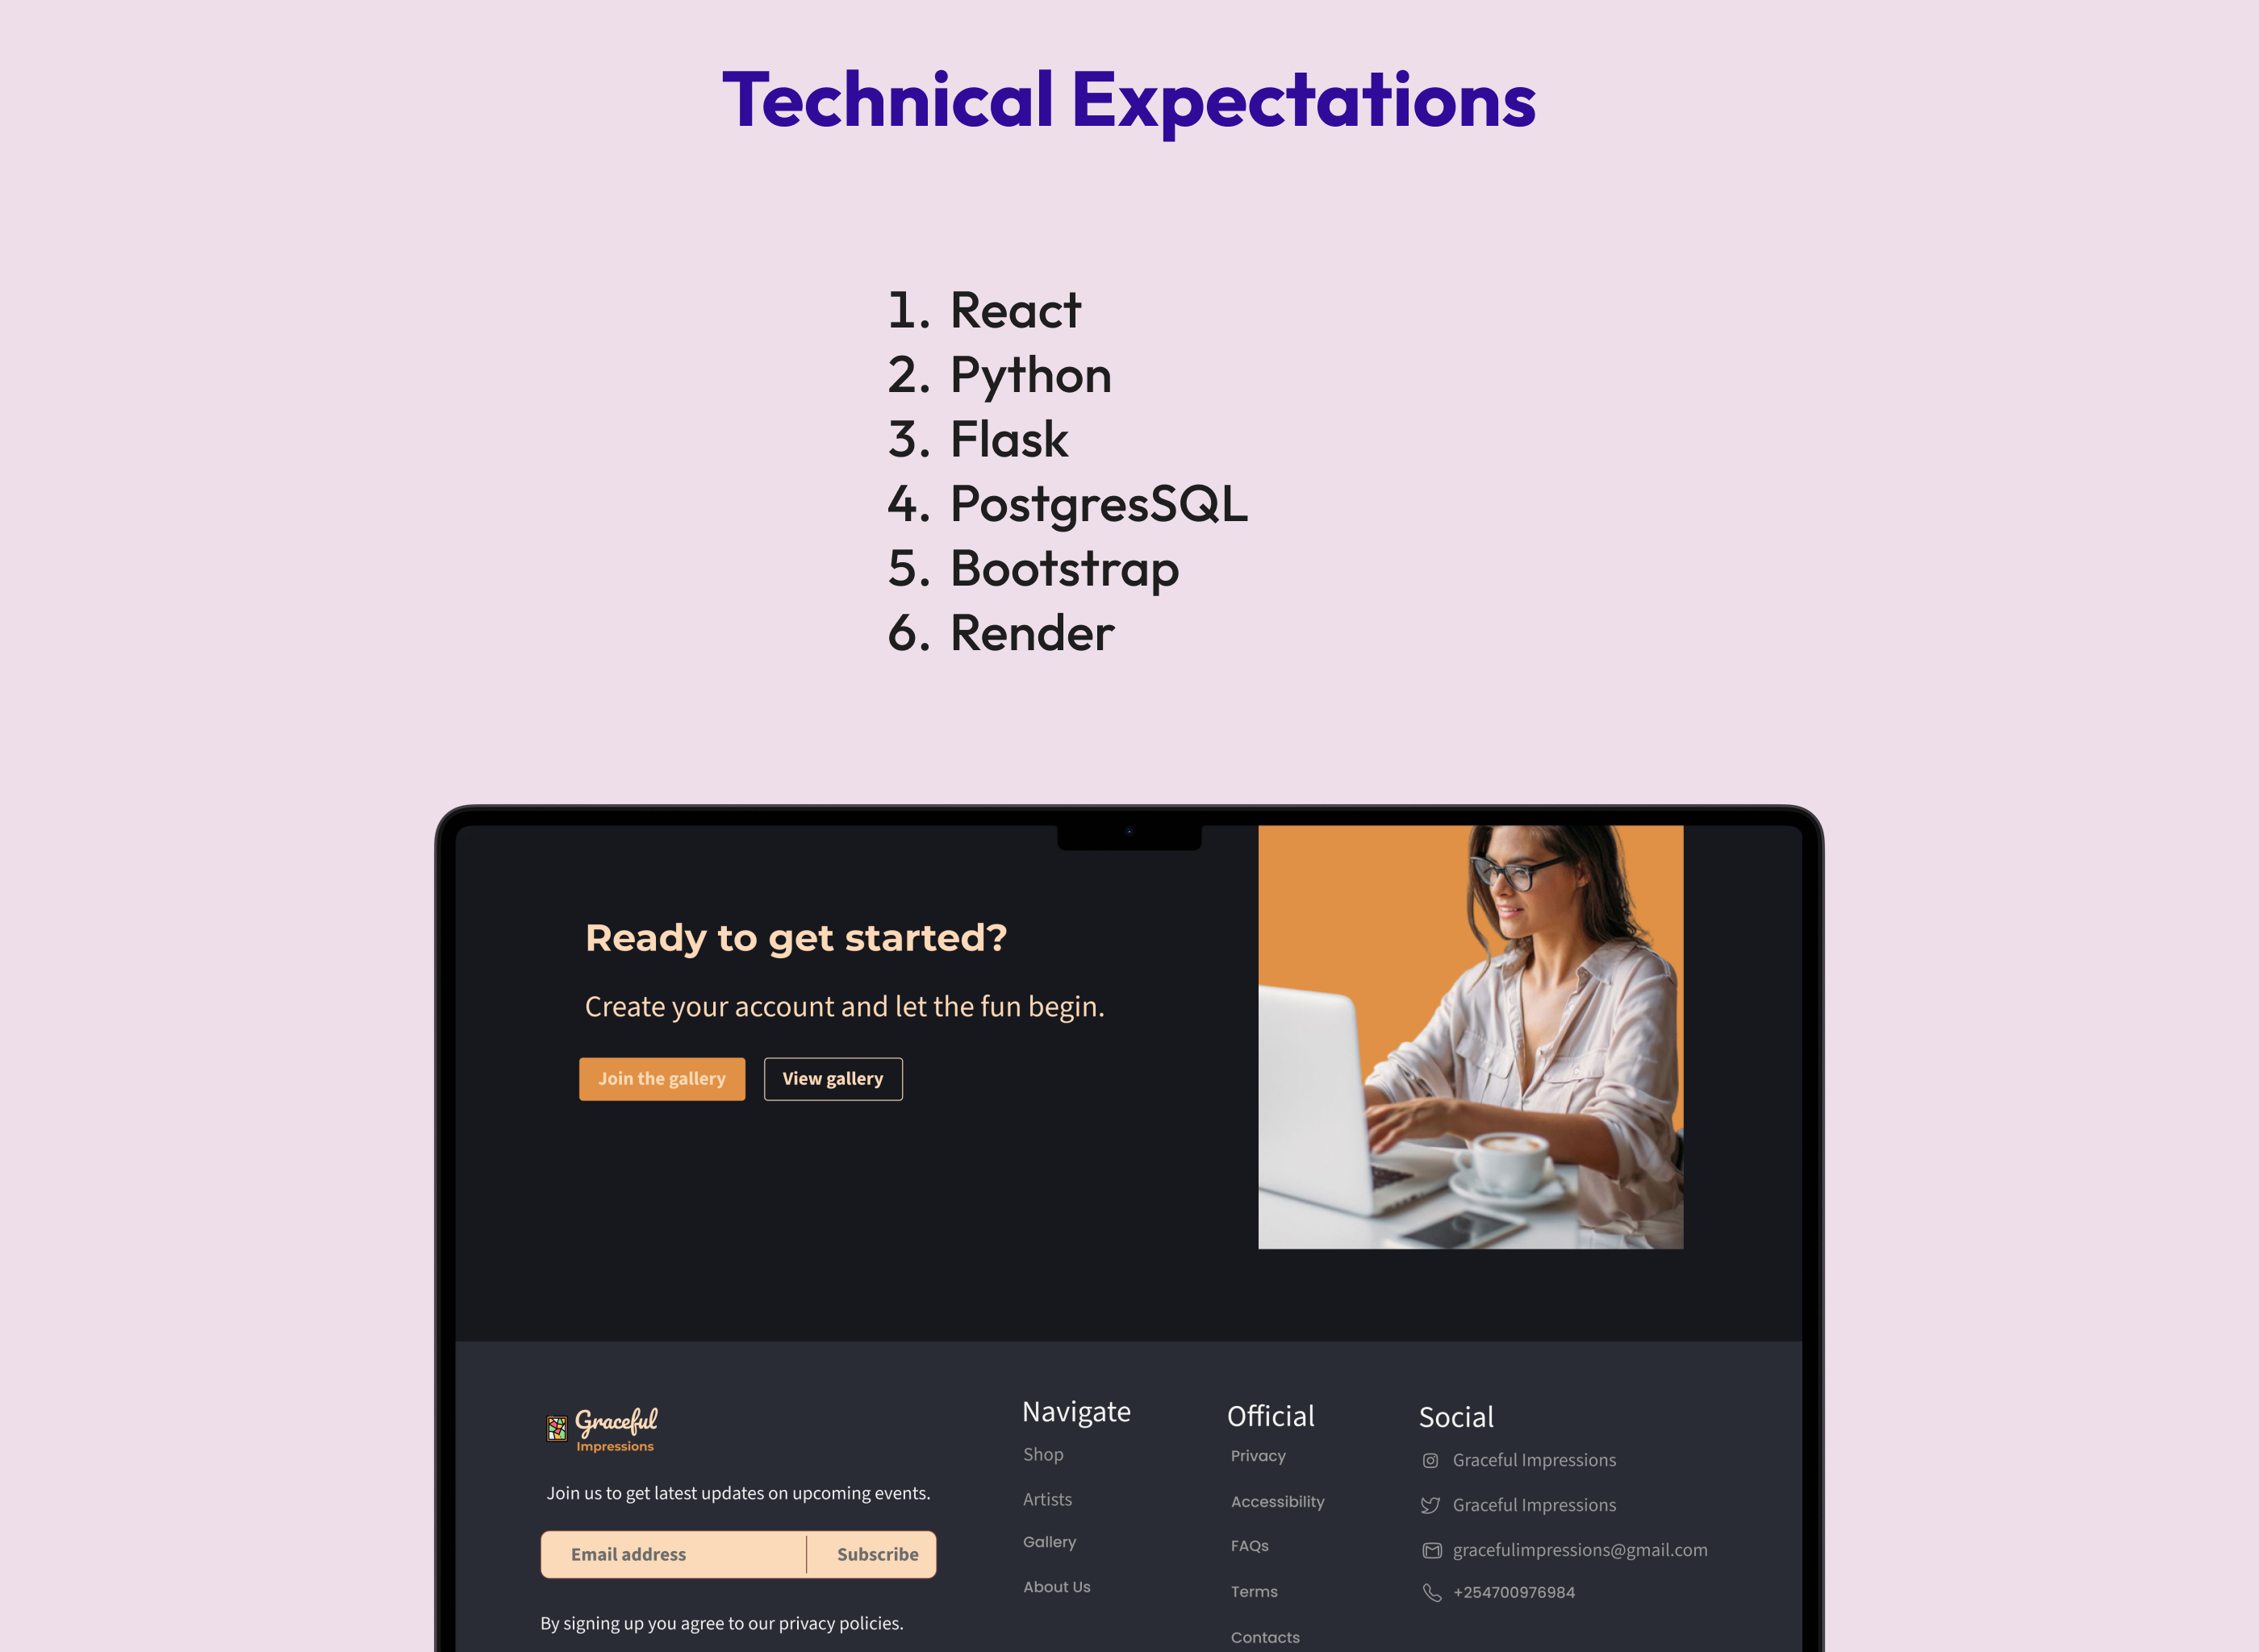 Technical Expectations
1. React
2. Python
3. Flask
4. PostgresSQL
5. Bootstrap
6. Render
Ready to get started?
Create your account and let the fun begin.
Join the gallery
View gallery
Graceful
Impressions
Join us to get latest updates on upcoming events.
Email address
Subscribe
By signing up you agree to our privacy policies.
Navigate
Shop
Artists
Gallery
About Us
Official
Privacy
Accessibility
FAQs
Terms
Contacts
Social
Graceful Impressions
Graceful Impressions
gracefulimpressions@gmail.com
+254700976984